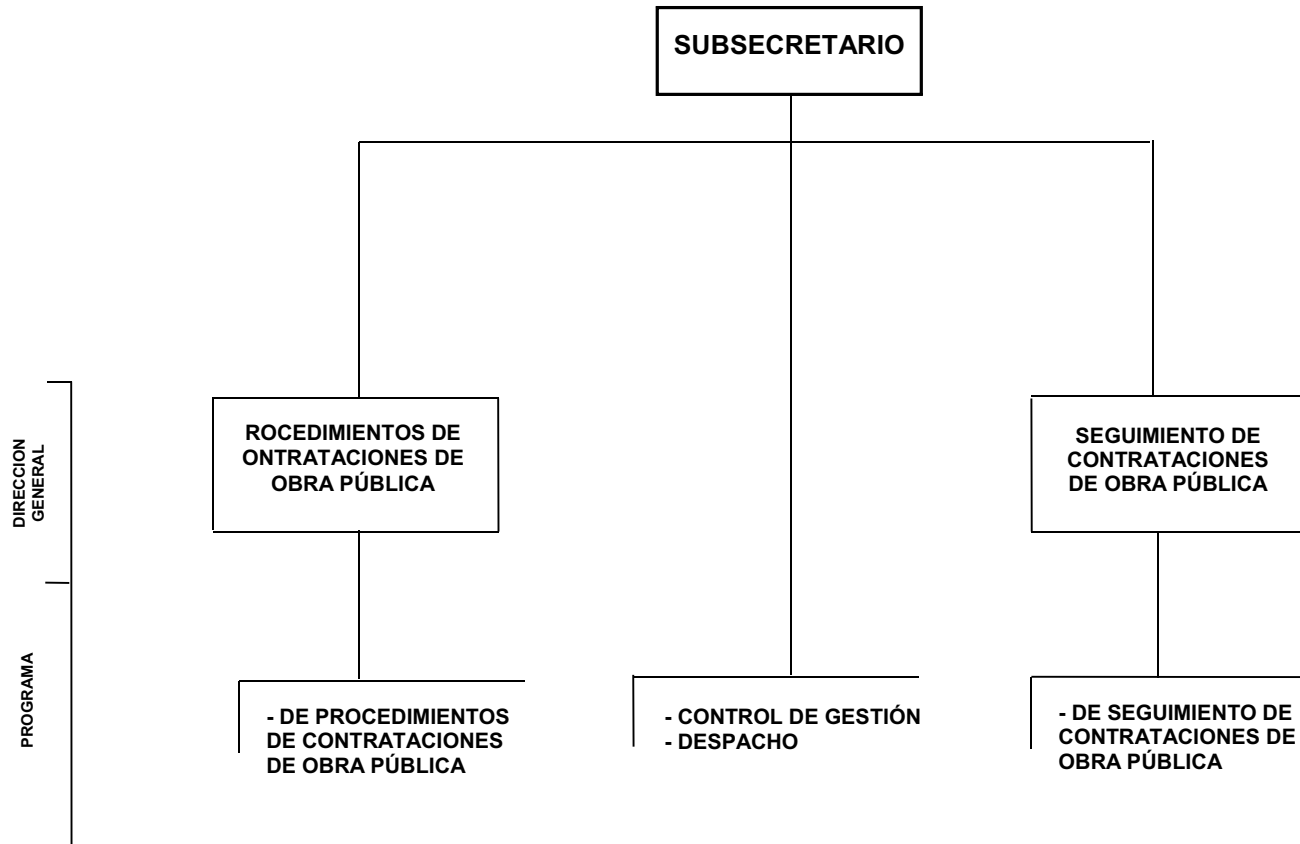 SUBSECRETARIO
DIRECCION
GENERAL
ROCEDIMIENTOS DE
ONTRATACIONES DE
OBRA PÚBLICA
SEGUIMIENTO DE
CONTRATACIONES
DE OBRA PÚBLICA
PROGRAMA
- DE PROCEDIMIENTOS
DE CONTRATACIONES
DE OBRA PÚBLICA
- CONTROL DE GESTIÓN
- DESPACHO
- DE SEGUIMIENTO DE
CONTRATACIONES DE
OBRA PÚBLICA